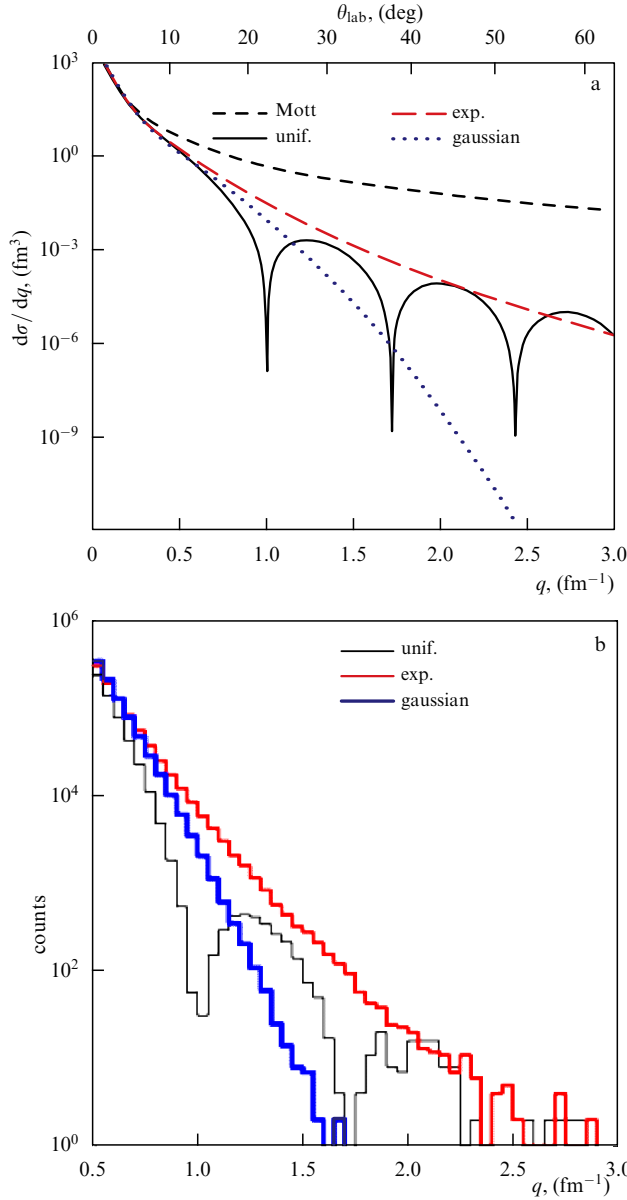 θlab, (deg)
0 10 20 30 40 50 60
10³ a
Mott exp.
unif. gaussian
10⁰
10⁻³
10⁻⁶
10⁻⁹
dσ/dq, (fm³)
0 0.5 1.0 1.5 2.0 2.5 3.0
q, (fm⁻¹)
10⁶ b
unif.
exp.
gaussian
10⁴
counts
10²
10⁰
0.5 1.0 1.5 2.0 2.5 3.0
q, (fm⁻¹)